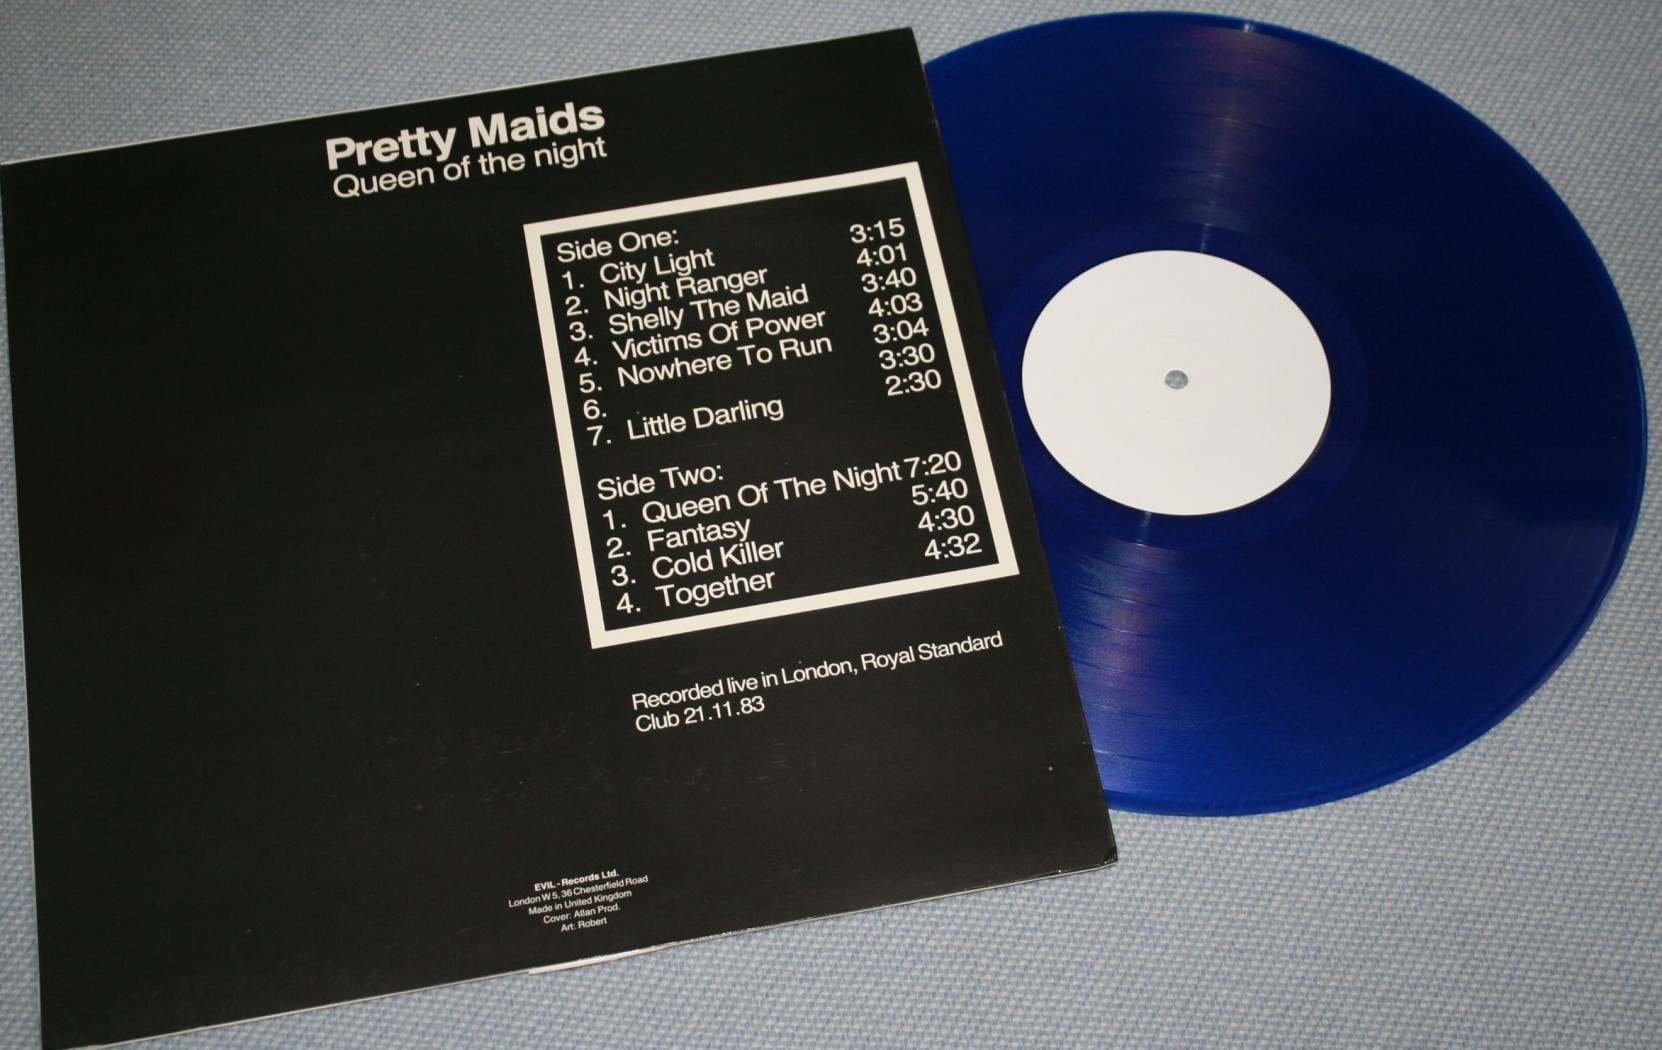 Pretty Maids
Queen of the night
Side One:
1. City Light 3:15
2. Night Ranger 4:01
3. Shelly The Maid 3:40
4. Victims Of Power 4:03
5. Nowhere To Run 3:04
6. 3:30
7. Little Darling 2:30
Side Two:
1. Queen Of The Night 7:20
2. Fantasy 5:40
3. Cold Killer 4:30
4. Together 4:32
Recorded live in London, Royal Standard
Club 21.11.83
EVIL - Records Ltd.
London W 5, 36 Chesterfield Road
Made in United Kingdom
Cover: Atlan Prod.
Art: Robert